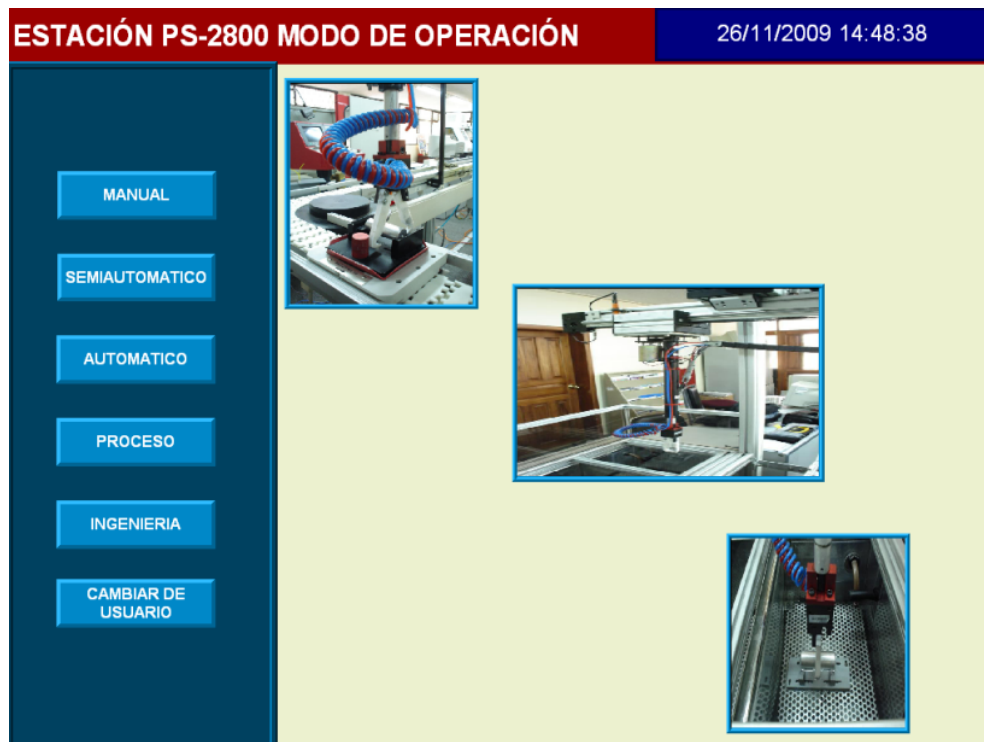 ESTACIÓN PS-2800 MODO DE OPERACIÓN
26/11/2009 14:48:38
MANUAL
SEMIAUTOMATICO
AUTOMATICO
PROCESO
INGENIERIA
CAMBIAR DE
USUARIO